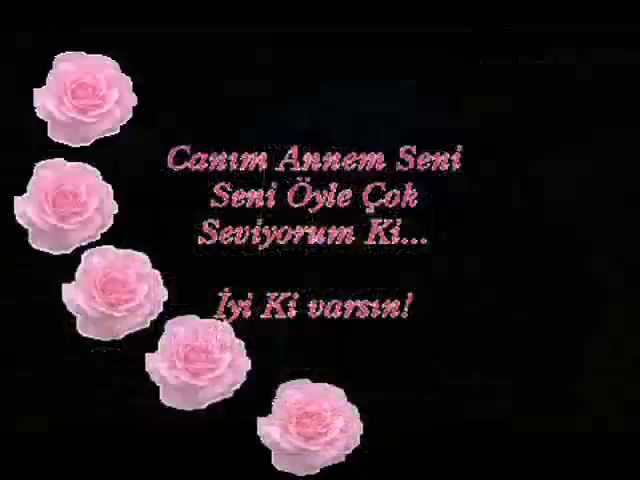 Canım Annem Seni
Seni Öyle Çok
Seviyorum Ki...
İyi Ki varsın!